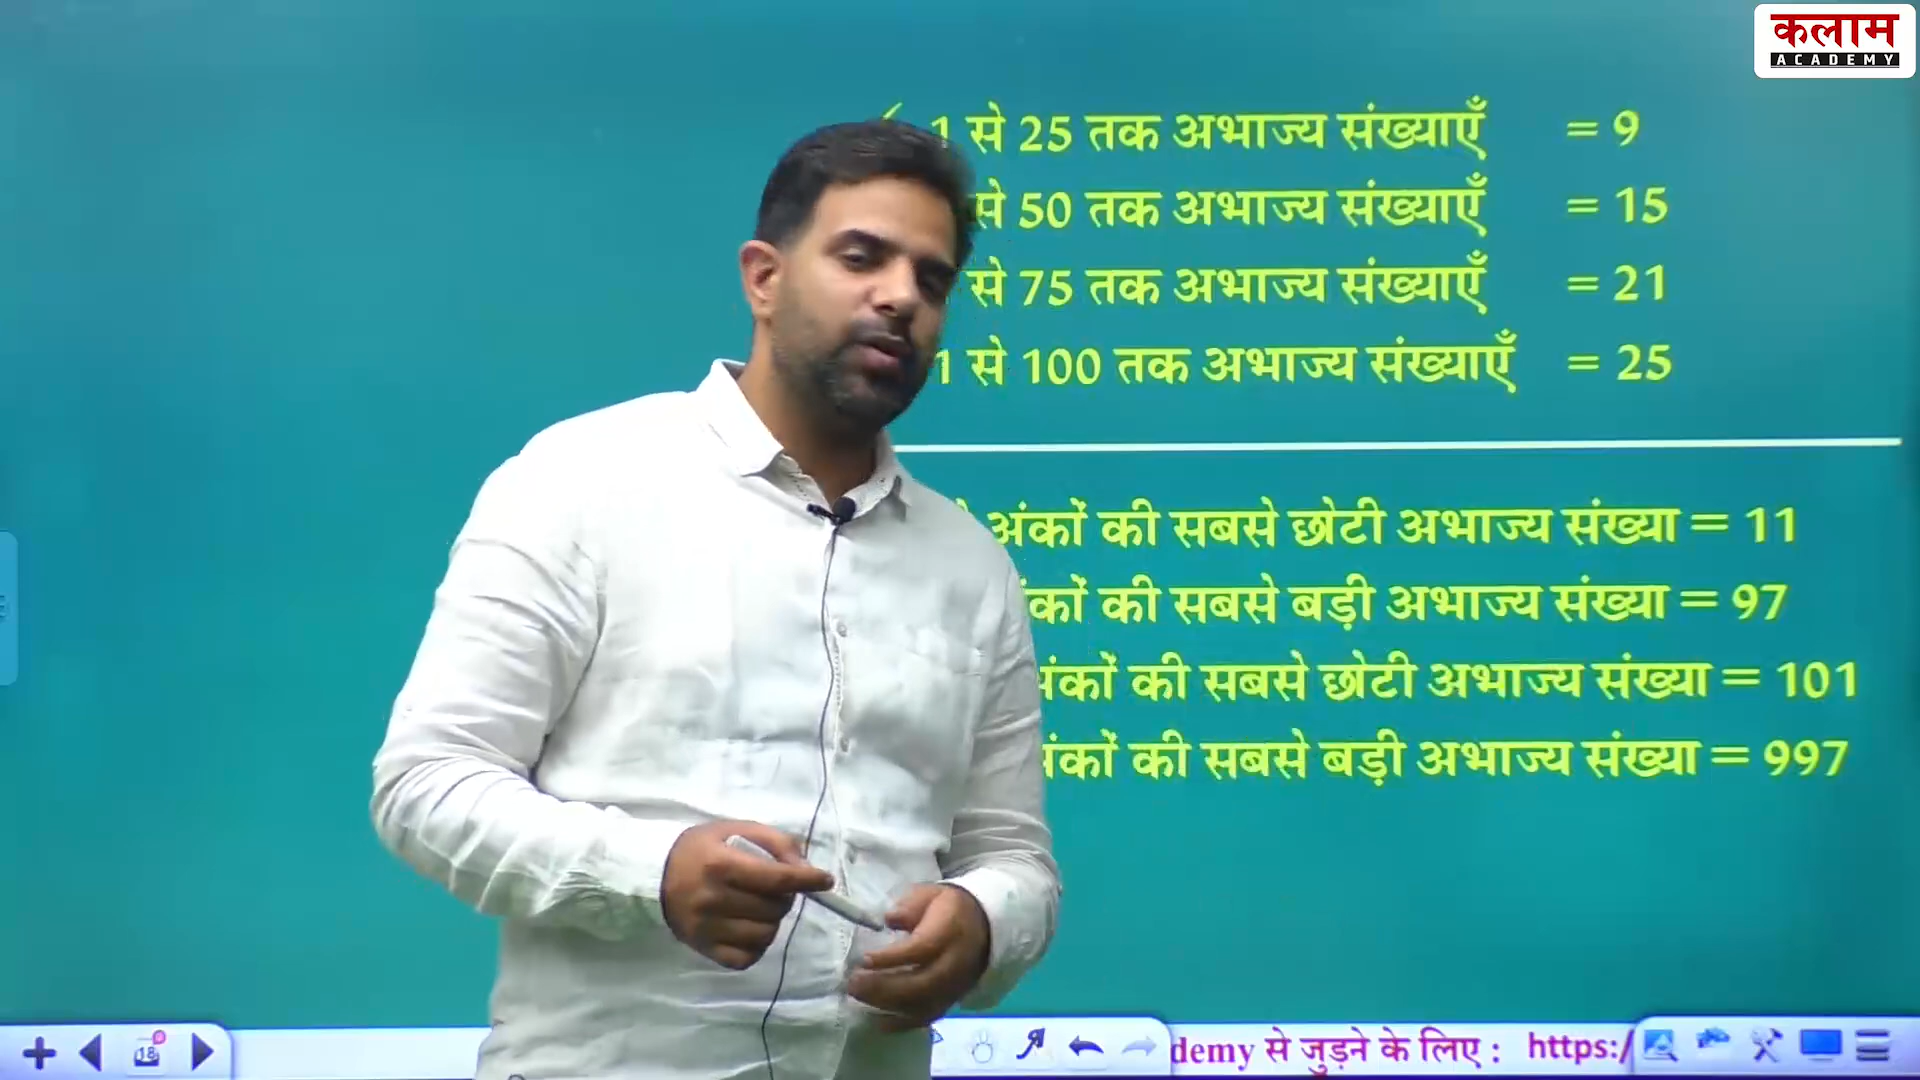 कलाम
ACADEMY
1 से 25 तक अभाज्य संख्याएँ = 9
से 50 तक अभाज्य संख्याएँ = 15
से 75 तक अभाज्य संख्याएँ = 21
1 से 100 तक अभाज्य संख्याएँ = 25
अंकों की सबसे छोटी अभाज्य संख्या = 11
की सबसे बड़ी अभाज्य संख्या = 97
अंकों की सबसे छोटी अभाज्य संख्या = 101
अंकों की सबसे बड़ी अभाज्य संख्या = 997
18
demy से जुड़ने के लिए : https:/